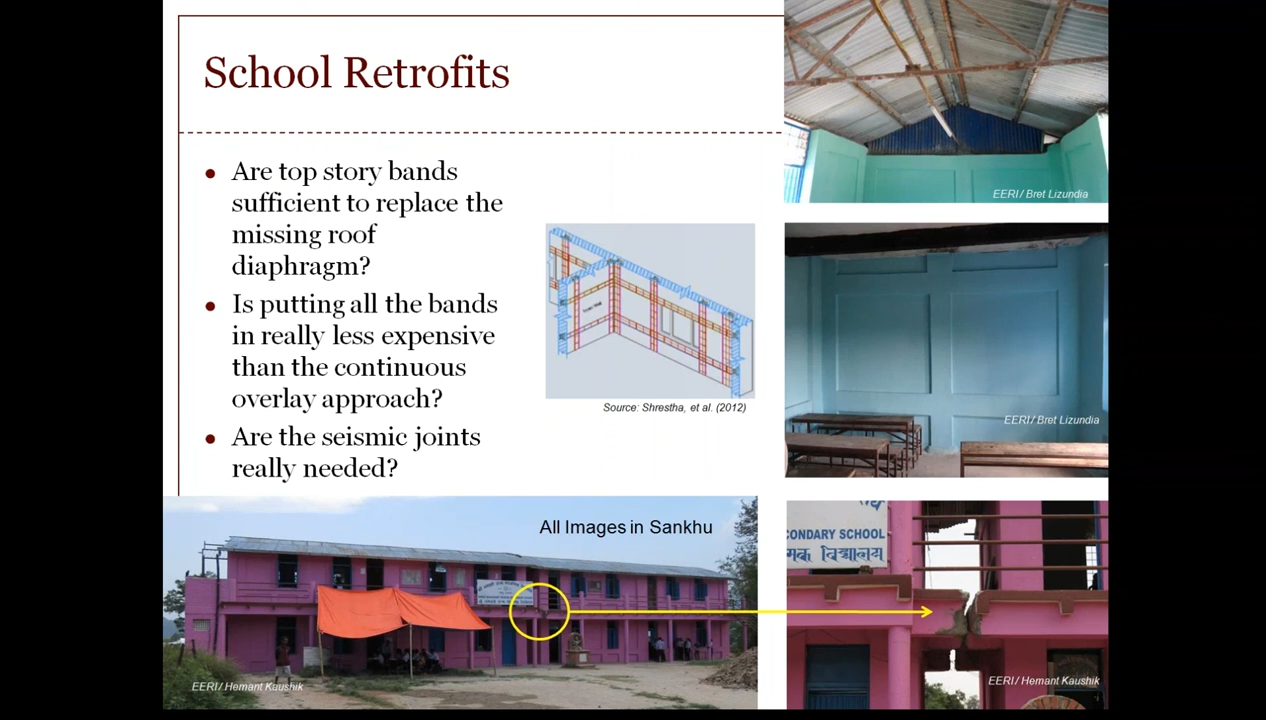 School Retrofits
• Are top story bands
sufficient to replace the
missing roof
diaphragm?
• Is putting all the bands
in really less expensive
than the continuous
overlay approach?
• Are the seismic joints
really needed?
Source: Shrestha, et al. (2012)
EERI / Bret Lizundia
EERI / Bret Lizundia
All Images in Sankhu
EERI / Hemant Kaushik
CONDARY SCHOOL
विद्यालय
EERI / Hemant Kaushik